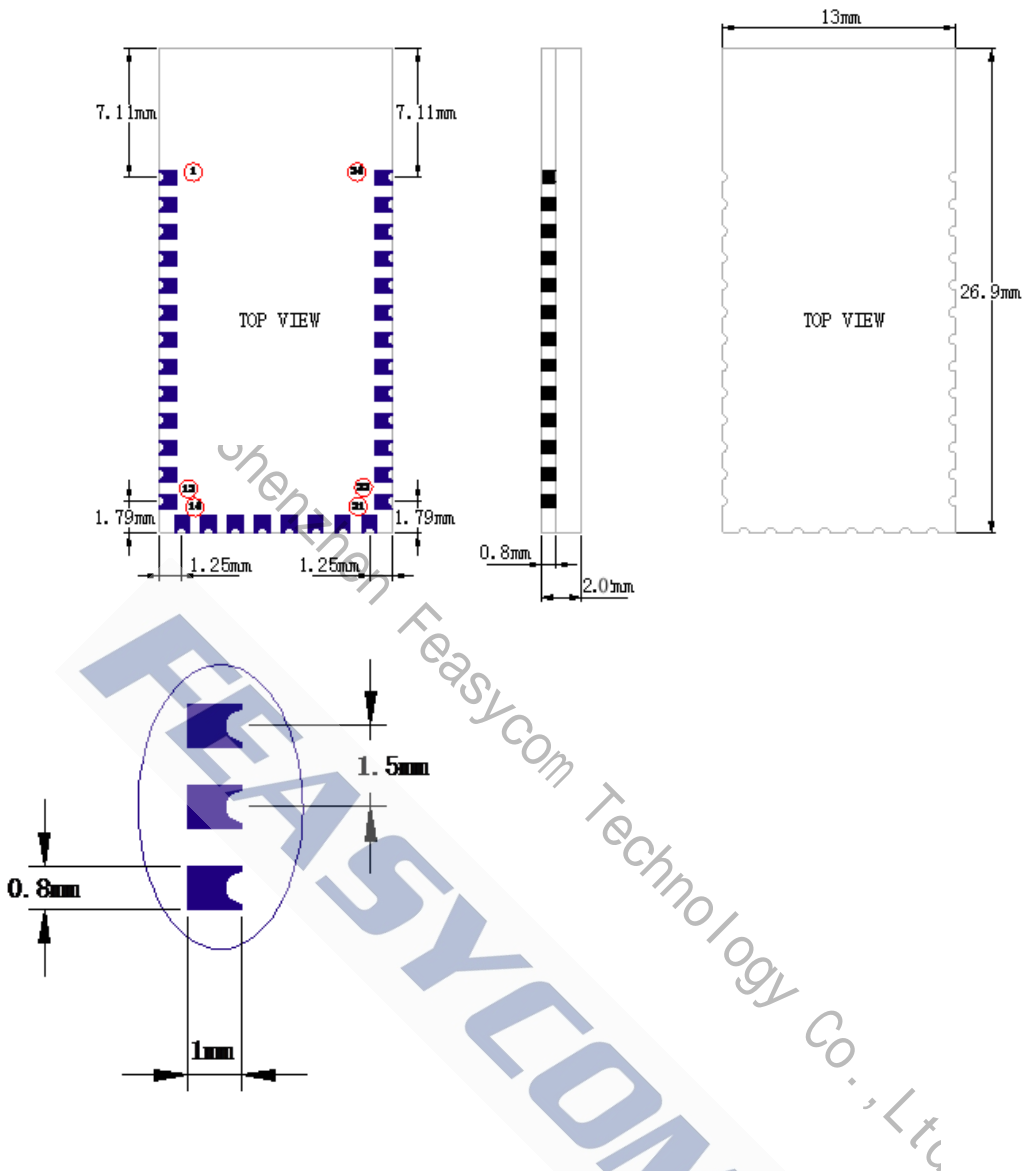 13mm
7.11mm
7.11mm
1
34
26.9mm
TOP VIEW
TOP VIEW
13
22
14
21
1.79mm
1.79mm
1.25mm
1.25mm
0.8mm
2.0mm
Shenzhen Feasycom Technology Co.,Ltd
FEASYCOM
1.5mm
0.8mm
1mm